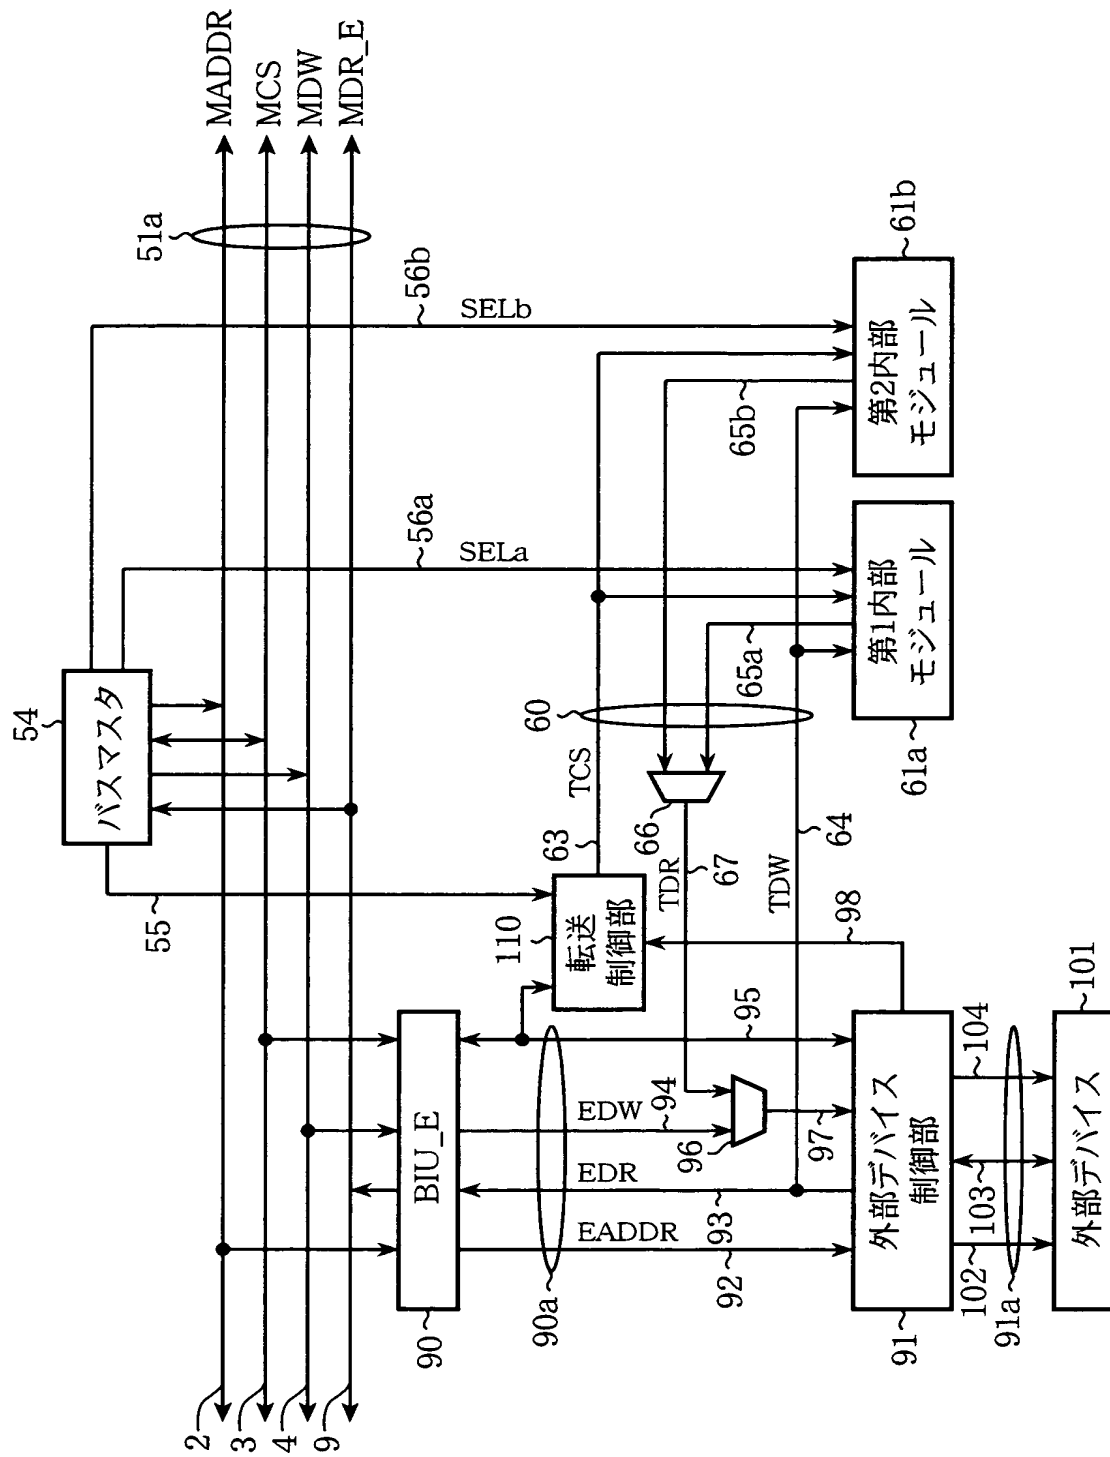 MADDR
MCS
MDW
MDR_E
51a
54
バスマスタ
55
56a
SELa
56b
SELb
2
3
4
9
90
BIU_E
90a
EADDR
92
EDR
93
EDW
94
95
96
97
98
110
転送
制御部
63
TCS
60
66
TDR
67
TDW
64
65a
65b
61a
第1内部
モジュール
61b
第2内部
モジュール
91
外部デバイス
制御部
91a
102
103
104
101
外部デバイス